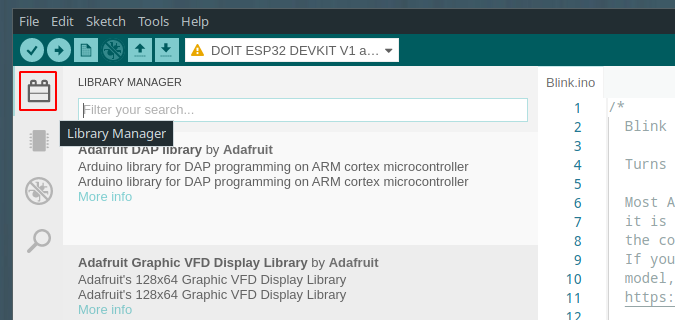 File Edit Sketch Tools Help
DOIT ESP32 DEVKIT V1 a...
LIBRARY MANAGER
Filter your search...
Library Manager
Adafruit DAP library by Adafruit
Arduino library for DAP programming on ARM cortex microcontroller
Arduino library for DAP programming on ARM cortex microcontroller
More info
Adafruit Graphic VFD Display Library by Adafruit
Adafruit's 128x64 Graphic VFD Display Library
Adafruit's 128x64 Graphic VFD Display Library
More info
Blink.ino
1 /*
2 Blink
3
4 Turns
5
6 Most A
7 it is
8 the co
9 If you
10 model,
11 https:
12